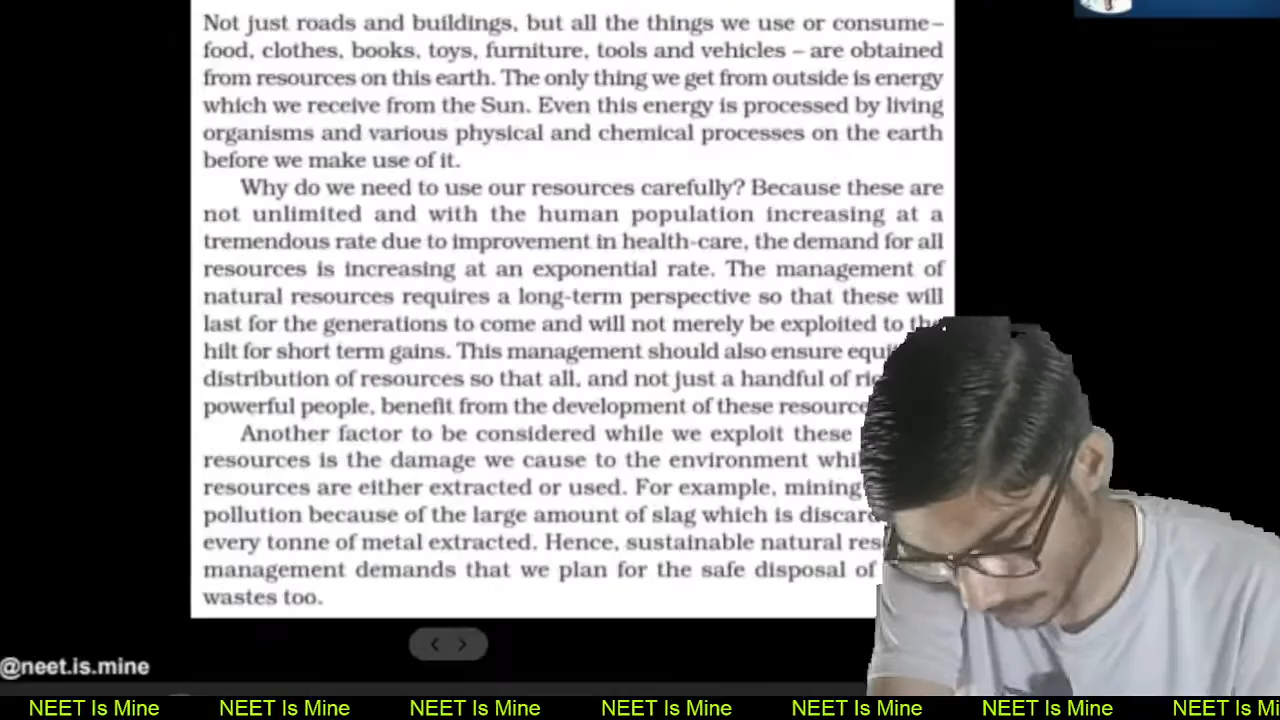 Not just roads and buildings, but all the things we use or consume–
food, clothes, books, toys, furniture, tools and vehicles – are obtained
from resources on this earth. The only thing we get from outside is energy
which we receive from the Sun. Even this energy is processed by living
organisms and various physical and chemical processes on the earth
before we make use of it.
Why do we need to use our resources carefully? Because these are
not unlimited and with the human population increasing at a
tremendous rate due to improvement in health-care, the demand for all
resources is increasing at an exponential rate. The management of
natural resources requires a long-term perspective so that these will
last for the generations to come and will not merely be exploited to the
hilt for short term gains. This management should also ensure
distribution of resources so that all, and not just a handful of
powerful people, benefit from the development of these
Another factor to be considered while we exploit these
resources is the damage we cause to the environment
resources are either extracted or used. For example, mining
pollution because of the large amount of slag which is
every tonne of metal extracted. Hence, sustainable natural
management demands that we plan for the safe disposal of
wastes too.
@neet.is.mine
NEET Is Mine NEET Is Mine NEET Is Mine NEET Is Mine NEET Is Mine NEET Is Mine NEET Is Mi